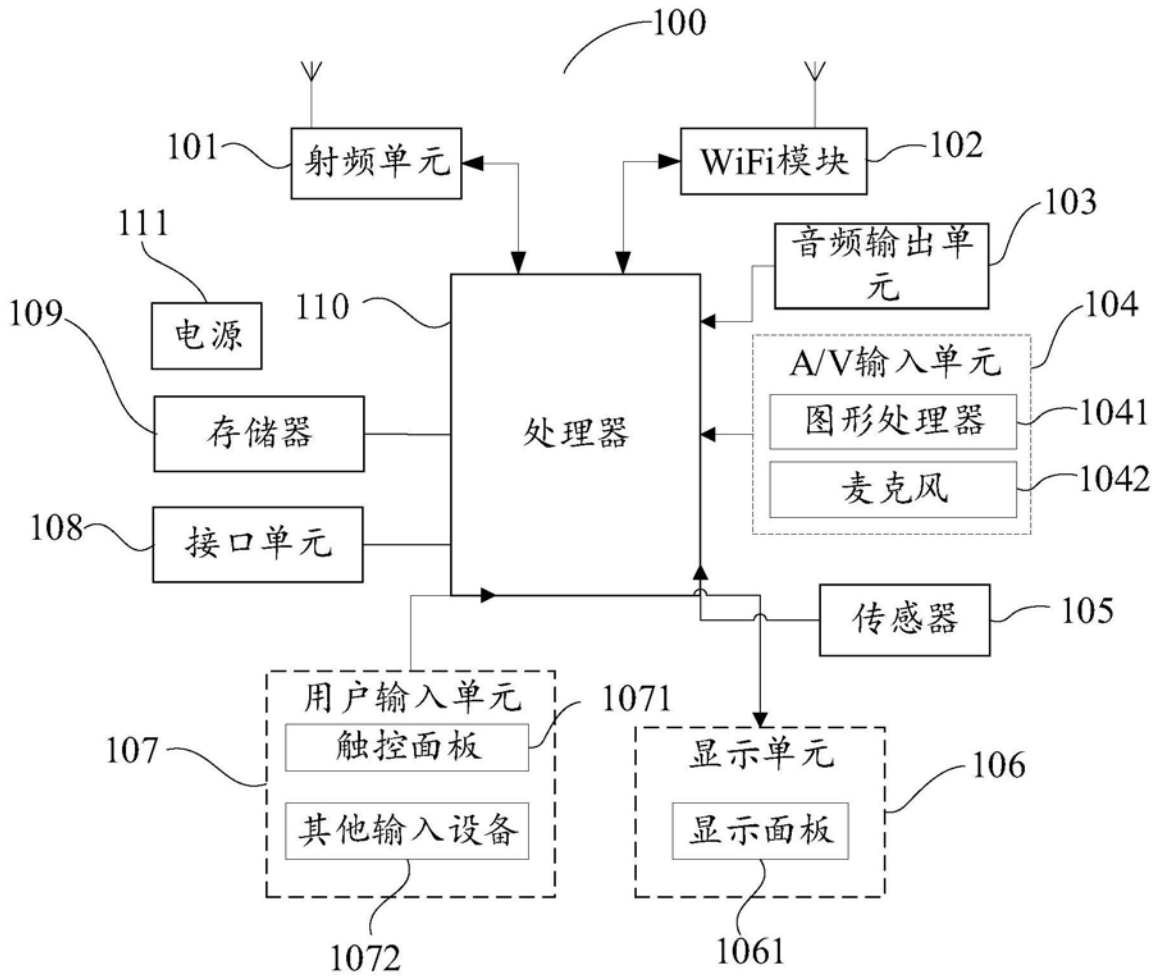 100
101
射频单元
WiFi模块
102
103
音频输出单
元
111
电源
110
109
存储器
处理器
104
A/V输入单元
图形处理器
1041
麦克风
1042
108
接口单元
传感器
105
用户输入单元
1071
触控面板
107
其他输入设备
1072
显示单元
106
显示面板
1061